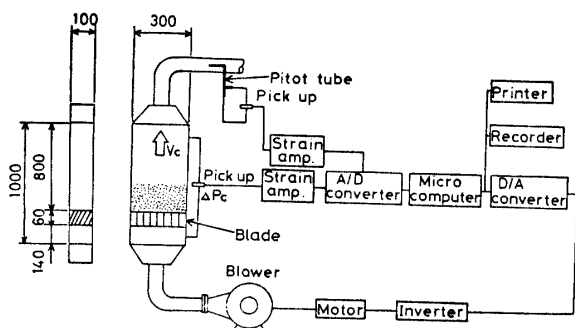 100
300
Pitot tube
Pick up
Printer
Recorder
Strain
amp.
Vc
1000
800
60
140
Pick up
ΔPc
Strain
amp.
A/D
converter
Micro
computer
D/A
converter
Blade
Blower
Motor
Inverter